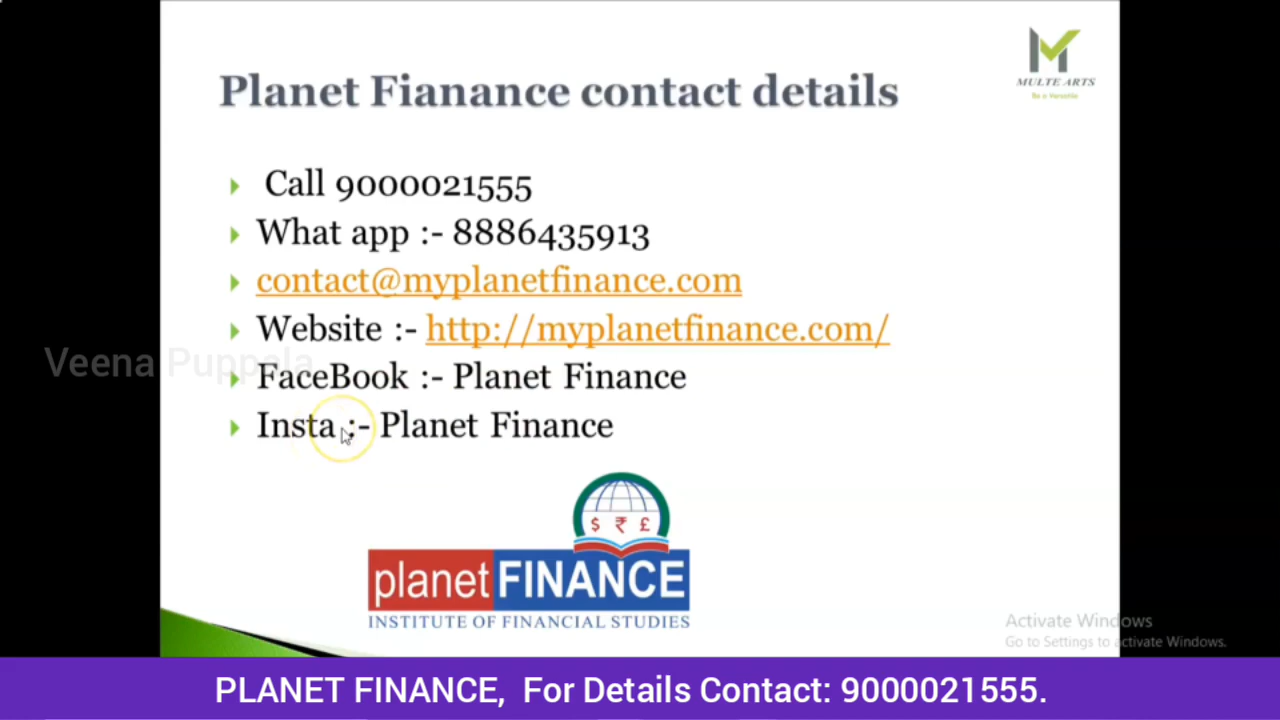 MULTE ARTS
Be a Versatile
Planet Fianance contact details
Call 9000021555
What app :- 8886435913
contact@myplanetfinance.com
Website :- http://myplanetfinance.com/
Veena Puppala
FaceBook :- Planet Finance
Insta :- Planet Finance
$ ₹ £
planet FINANCE
INSTITUTE OF FINANCIAL STUDIES
Activate Windows
Go to Settings to activate Windows.
PLANET FINANCE, For Details Contact: 9000021555.